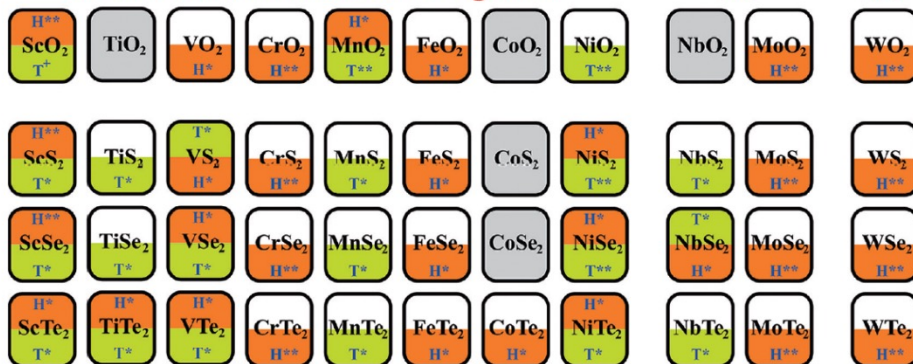 H** H*
ScO₂ TiO₂ VO₂ CrO₂ MnO₂ FeO₂ CoO₂ NiO₂ NbO₂ MoO₂ WO₂
T⁺ H* H** T** H* T** H** H**
H** T* H*
ScS₂ TiS₂ VS₂ CrS₂ MnS₂ FeS₂ CoS₂ NiS₂ NbS₂ MoS₂ WS₂
T* T* H* H** T* H* T** T* H** H**
H** H* H* T*
ScSe₂ TiSe₂ VSe₂ CrSe₂ MnSe₂ FeSe₂ CoSe₂ NiSe₂ NbSe₂ MoSe₂ WSe₂
T* T* T* H** T* H* T** H* H** H**
H* H* H* H*
ScTe₂ TiTe₂ VTe₂ CrTe₂ MnTe₂ FeTe₂ CoTe₂ NiTe₂ NbTe₂ MoTe₂ WTe₂
T* T* T* H** T* H* H* T* T* H** H**